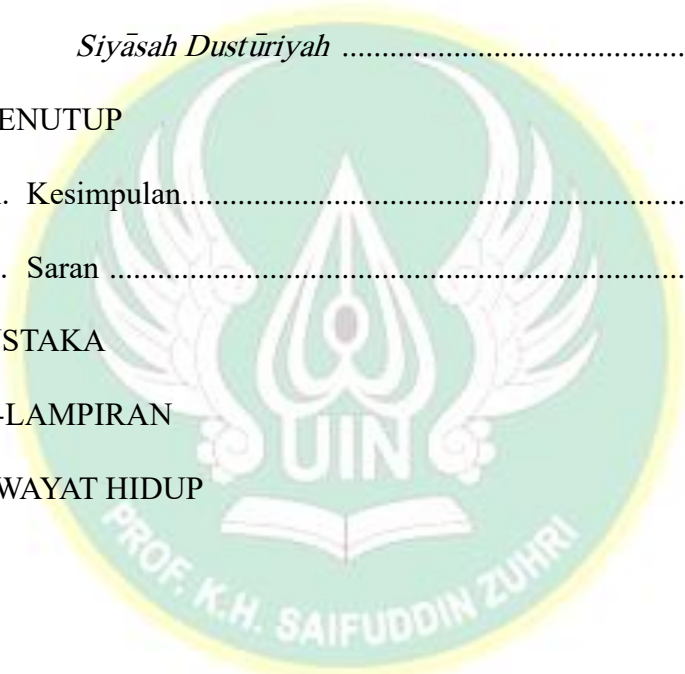 Siyāsah Dustūriyah ........................................
ENUTUP
. Kesimpulan................................................................
. Saran .........................................................................
STAKA
-LAMPIRAN
WAYAT HIDUP
UIN
PROF. K.H. SAIFUDDIN ZUHRI